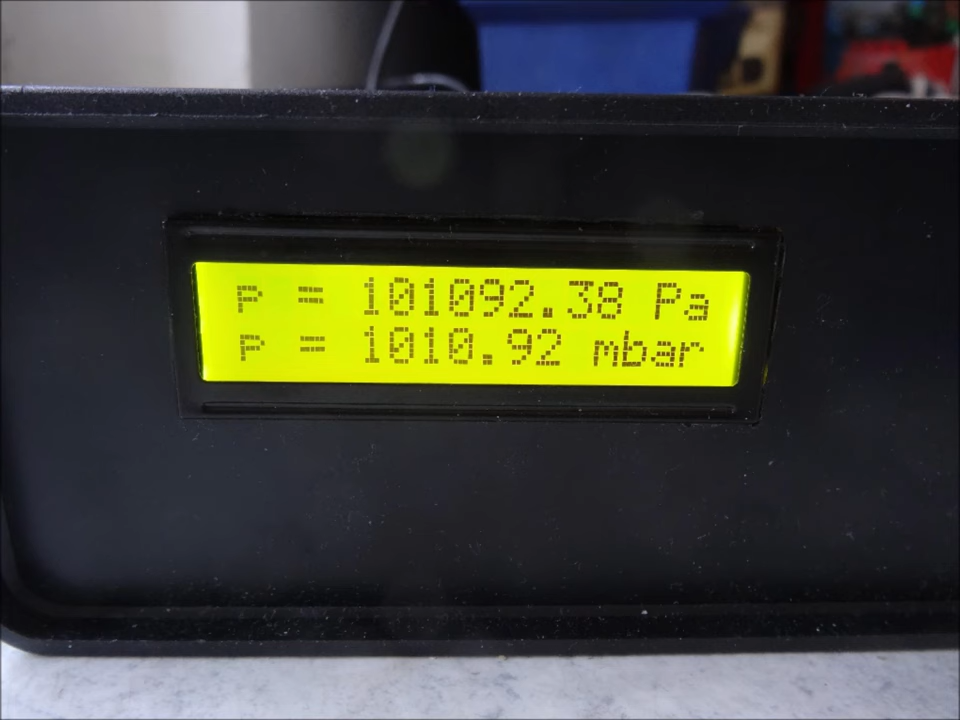 p = 101092.38 Pa
p = 1010.92 mbar